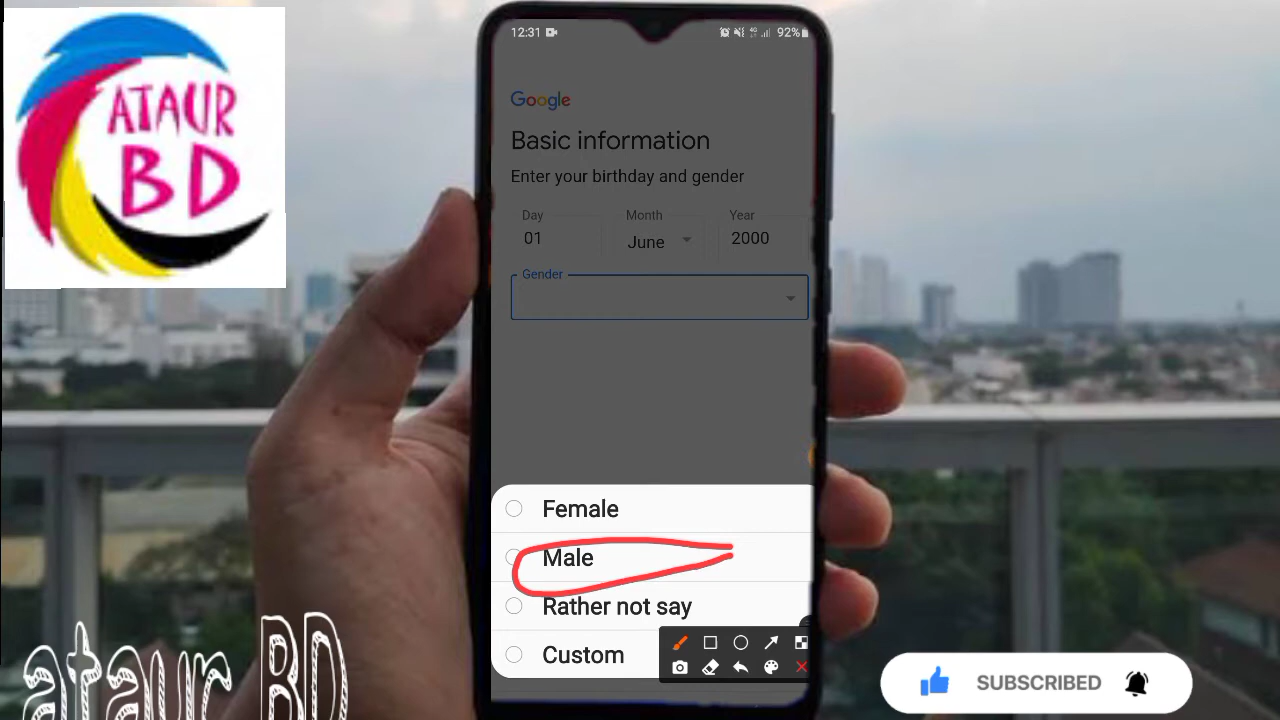 ATAUR
BD
12:31
4G
92%
Google
Basic information
Enter your birthday and gender
Day
Month
Year
01
June
2000
Gender
Female
Male
Rather not say
Custom
ataur BD
SUBSCRIBED